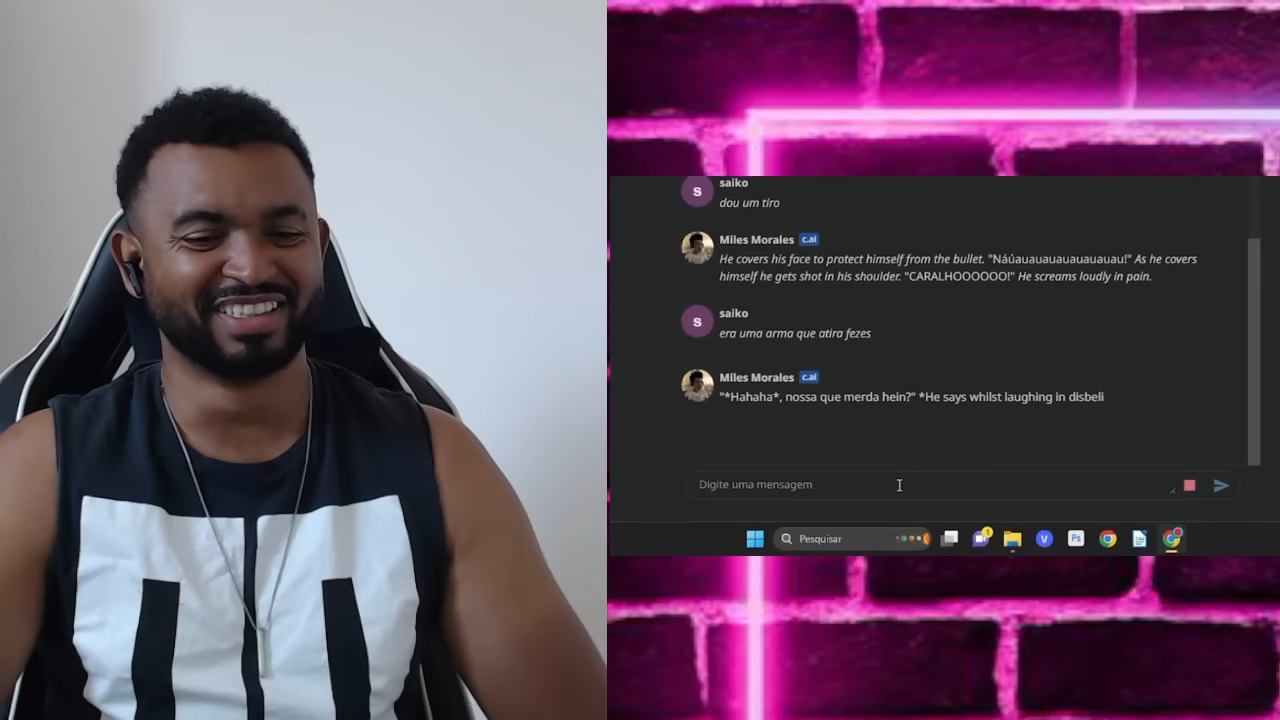 saiko
dou um tiro
Miles Morales c.ai
He covers his face to protect himself from the bullet. "Náúauauauauauauauau!" As he covers
himself he gets shot in his shoulder. "CARALHOOOOOO!" He screams loudly in pain.
S saiko
era uma arma que atira fezes
Miles Morales c.ai
"*Hahaha*, nossa que merda hein?" *He says whilst laughing in disbeli
Digite uma mensagem
Pesquisar
1
V
Ps